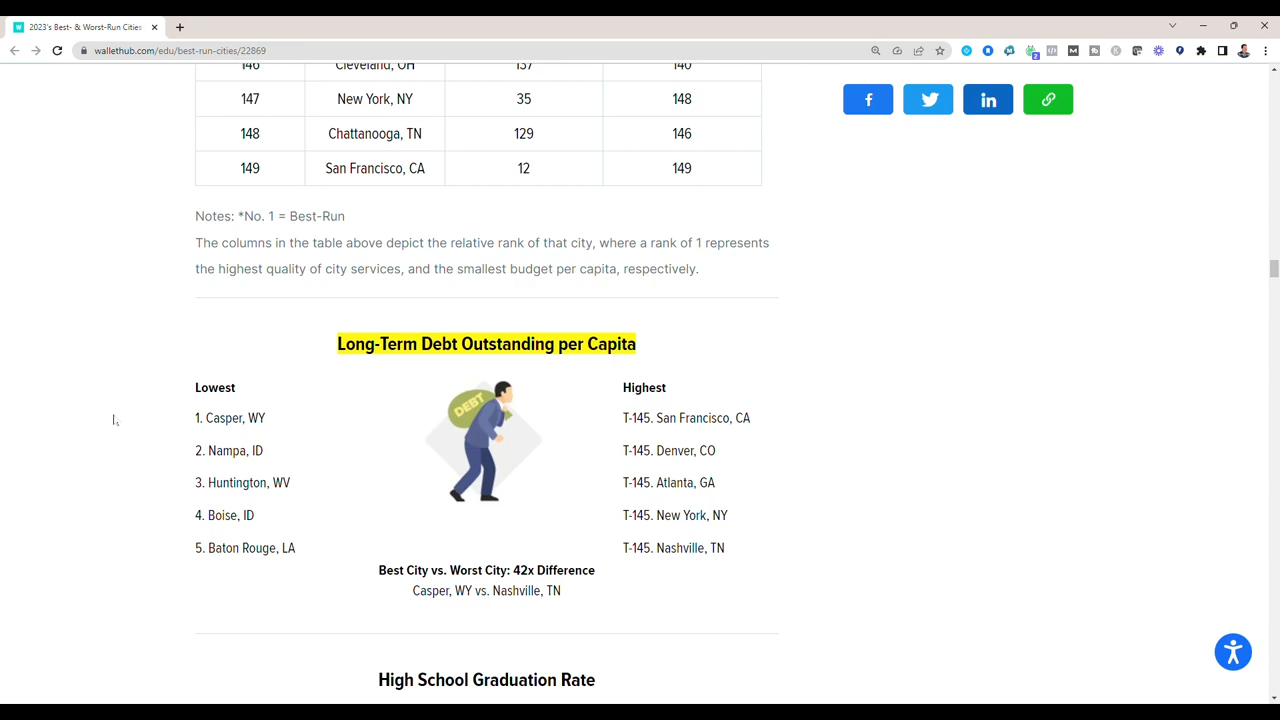 2023's Best- & Worst-Run Cities
wallethub.com/edu/best-run-cities/22869
146 Cleveland, OH 137 140
147 New York, NY 35 148
148 Chattanooga, TN 129 146
149 San Francisco, CA 12 149
Notes: *No. 1 = Best-Run
The columns in the table above depict the relative rank of that city, where a rank of 1 represents
the highest quality of city services, and the smallest budget per capita, respectively.
Long-Term Debt Outstanding per Capita
Lowest
1. Casper, WY
2. Nampa, ID
3. Huntington, WV
4. Boise, ID
5. Baton Rouge, LA
DEBT
Highest
T-145. San Francisco, CA
T-145. Denver, CO
T-145. Atlanta, GA
T-145. New York, NY
T-145. Nashville, TN
Best City vs. Worst City: 42x Difference
Casper, WY vs. Nashville, TN
High School Graduation Rate